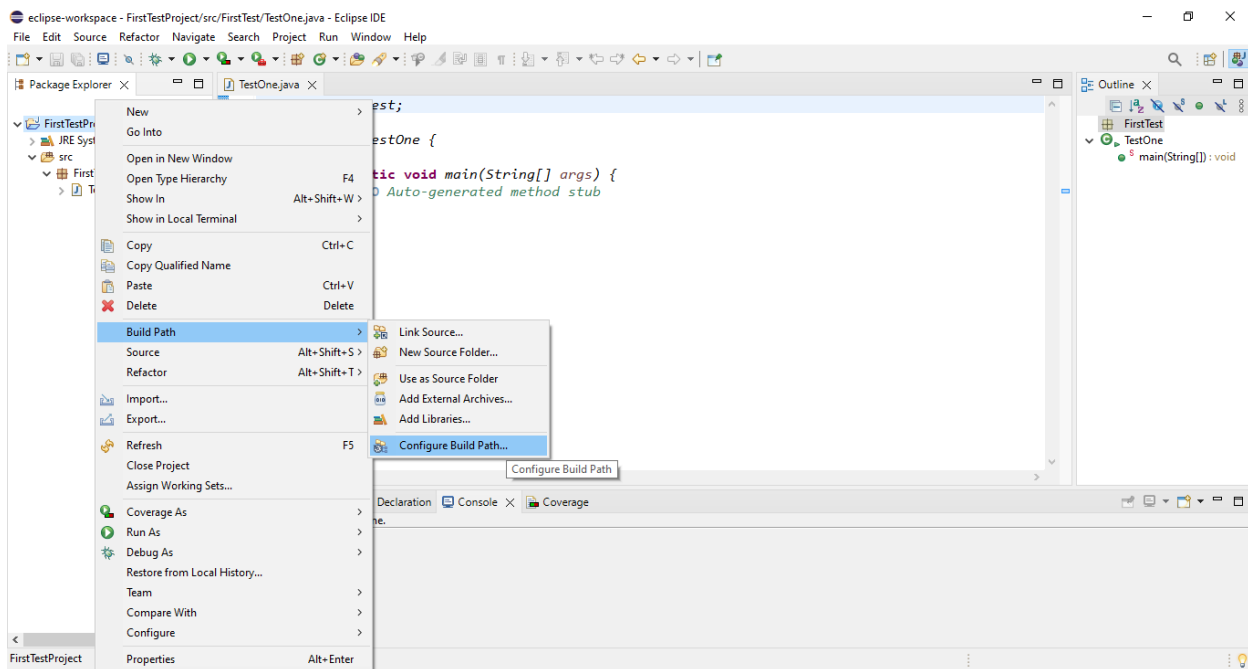 eclipse-workspace - FirstTestProject/src/FirstTest/TestOne.java - Eclipse IDE
File Edit Source Refactor Navigate Search Project Run Window Help
Package Explorer
TestOne.java
Outline
FirstTestPr
JRE Syst
src
First
T
New
Go Into
Open in New Window
Open Type Hierarchy F4
Show In Alt+Shift+W >
Show in Local Terminal
Copy Ctrl+C
Copy Qualified Name
Paste Ctrl+V
Delete Delete
Build Path
Source Alt+Shift+S >
Refactor Alt+Shift+T >
Import...
Export...
Refresh F5
Close Project
Assign Working Sets...
Coverage As
Run As
Debug As
Restore from Local History...
Team
Compare With
Configure
Properties Alt+Enter
Link Source...
New Source Folder...
Use as Source Folder
Add External Archives...
Add Libraries...
Configure Build Path...
Configure Build Path
est;
estOne {
tic void main(String[] args) {
O Auto-generated method stub
FirstTest
TestOne
main(String[]) : void
Declaration Console Coverage
ne.
FirstTestProject